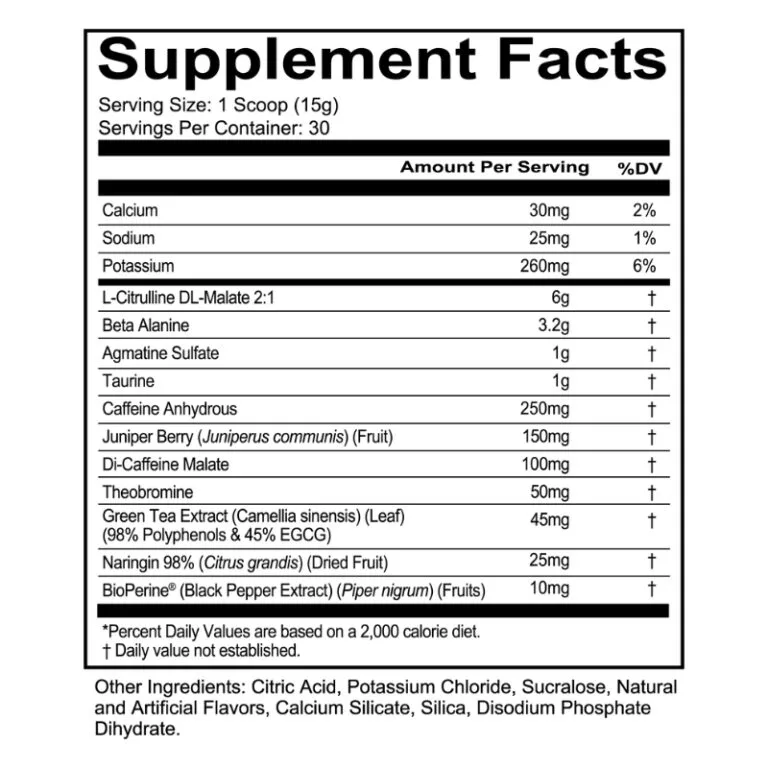 Supplement Facts
Serving Size: 1 Scoop (15g)
Servings Per Container: 30
Amount Per Serving %DV
Calcium 30mg 2%
Sodium 25mg 1%
Potassium 260mg 6%
L-Citrulline DL-Malate 2:1 6g †
Beta Alanine 3.2g †
Agmatine Sulfate 1g †
Taurine 1g †
Caffeine Anhydrous 250mg †
Juniper Berry (Juniperus communis) (Fruit) 150mg †
Di-Caffeine Malate 100mg †
Theobromine 50mg †
Green Tea Extract (Camellia sinensis) (Leaf)
(98% Polyphenols & 45% EGCG) 45mg †
Naringin 98% (Citrus grandis) (Dried Fruit) 25mg †
BioPerine® (Black Pepper Extract) (Piper nigrum) (Fruits) 10mg †
*Percent Daily Values are based on a 2,000 calorie diet.
† Daily value not established.
Other Ingredients: Citric Acid, Potassium Chloride, Sucralose, Natural
and Artificial Flavors, Calcium Silicate, Silica, Disodium Phosphate
Dihydrate.